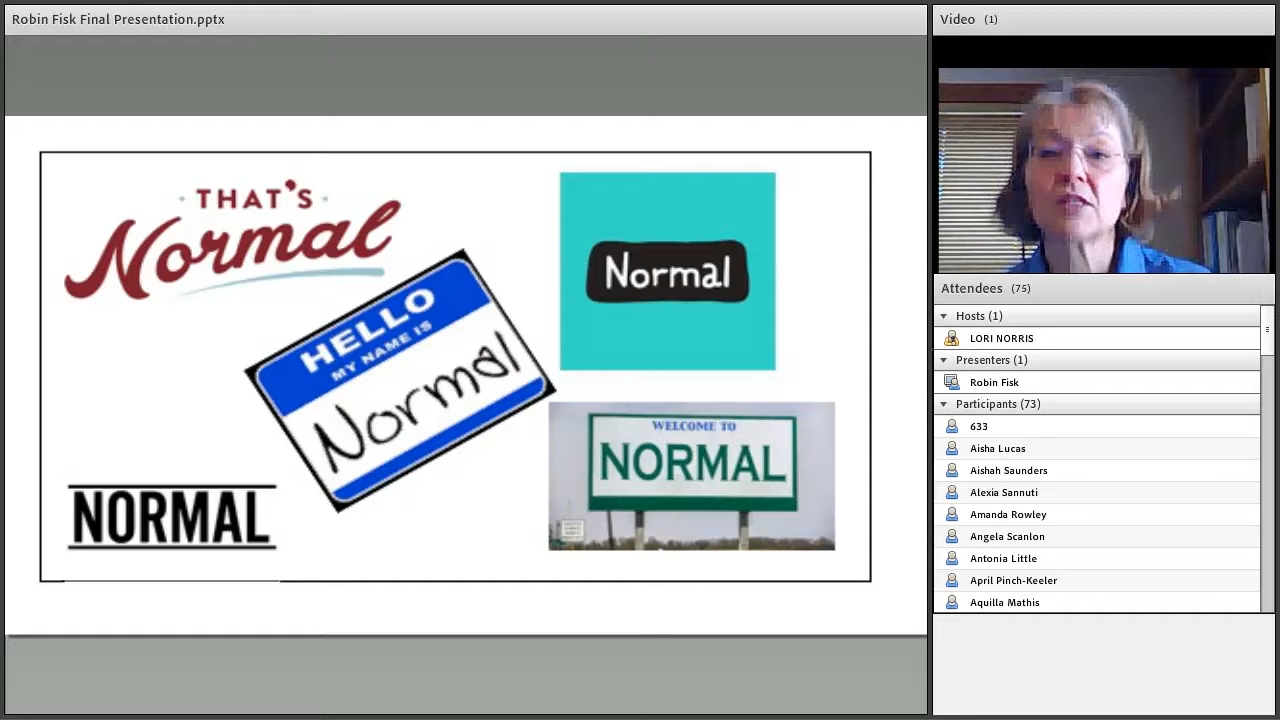 Robin Fisk Final Presentation.pptx
THAT'S
Normal
HELLO
MY NAME IS
Normal
Normal
WELCOME TO
NORMAL
NORMAL
Video (1)
Attendees (75)
Hosts (1)
LORI NORRIS
Presenters (1)
Robin Fisk
Participants (73)
633
Aisha Lucas
Aishah Saunders
Alexia Sannuti
Amanda Rowley
Angela Scanlon
Antonia Little
April Pinch-Keeler
Aquilla Mathis